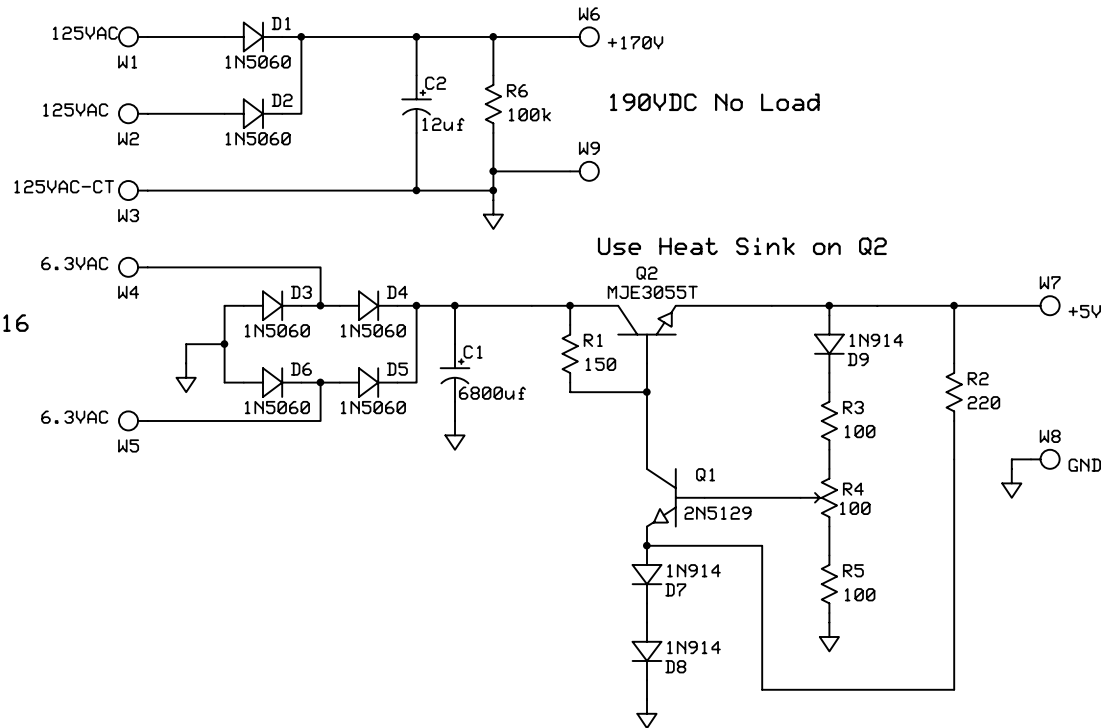 125VAC
W1
D1
1N5060
125VAC
W2
D2
1N5060
125VAC-CT
W3
+
C2
12uf
R6
100k
W6
+170V
190VDC No Load
W9
Use Heat Sink on Q2
6.3VAC
W4
16
D3
1N5060
D4
1N5060
D6
1N5060
D5
1N5060
6.3VAC
W5
+
C1
6800uf
R1
150
Q2
MJE3055T
W7
+5V
1N914
D9
R3
100
R2
220
R4
100
W8
GND
Q1
2N5129
R5
100
1N914
D7
1N914
D8